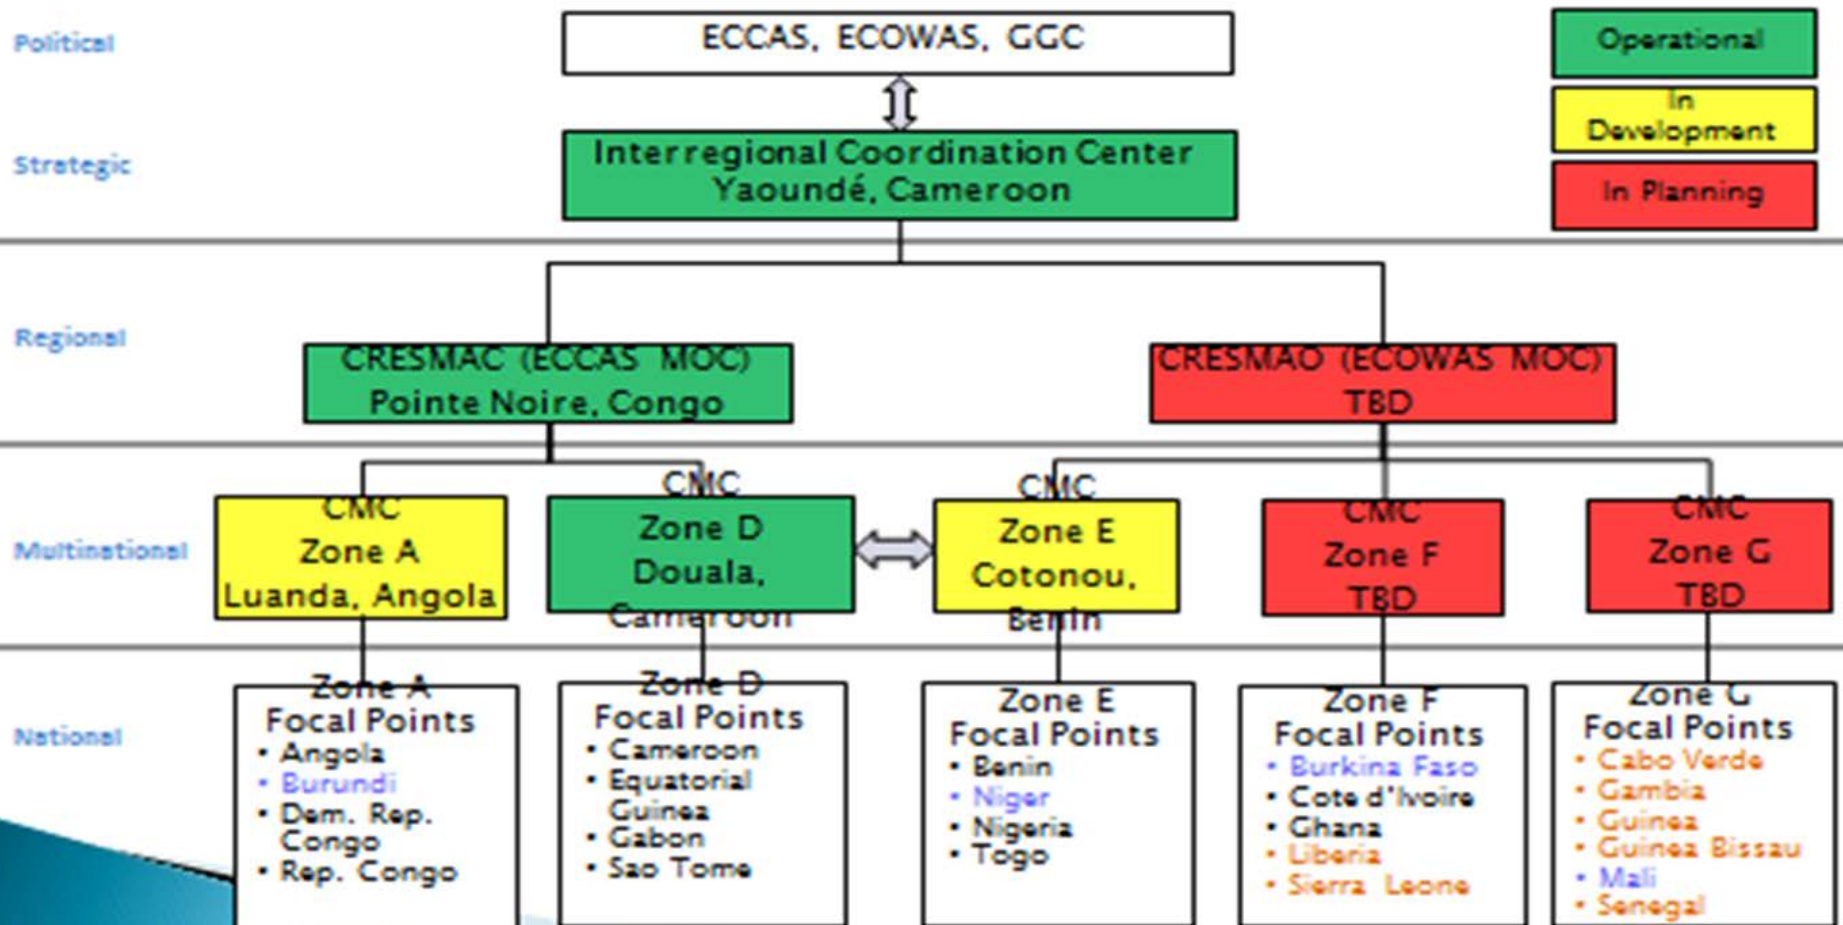 Political
ECCAS, ECOWAS, GGC
Operational
In
Development
In Planning
Strategic
Interregional Coordination Center
Yaoundé, Cameroon
Regional
CRESMAC (ECCAS MOC)
Pointe Noire, Congo
CRESMAO (ECOWAS MOC)
TBD
Multinational
CMC
Zone A
Luanda, Angola
CMC
Zone D
Douala,
Cameroon
CMC
Zone E
Cotonou,
Benin
CMC
Zone F
TBD
CMC
Zone G
TBD
National
Zone A
Focal Points
• Angola
• Burundi
• Dem. Rep.
Congo
• Rep. Congo
Zone D
Focal Points
• Cameroon
• Equatorial
Guinea
• Gabon
• Sao Tome
Zone E
Focal Points
• Benin
• Niger
• Nigeria
• Togo
Zone F
Focal Points
• Burkina Faso
• Cote d'Ivoire
• Ghana
• Liberia
• Sierra Leone
Zone G
Focal Points
• Cabo Verde
• Gambia
• Guinea
• Guinea Bissau
• Mali
• Senegal